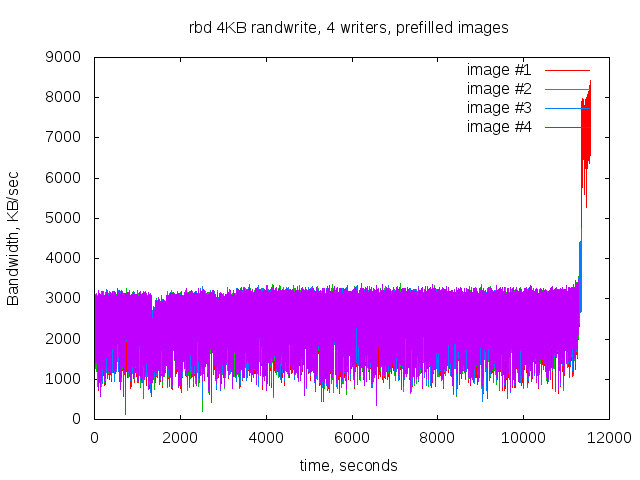 rbd 4KB randwrite, 4 writers, prefilled images
9000
8000
7000
6000
5000
4000
3000
2000
1000
0
Bandwidth, KB/sec
image #1
image #2
image #3
image #4
0 2000 4000 6000 8000 10000 12000
time, seconds